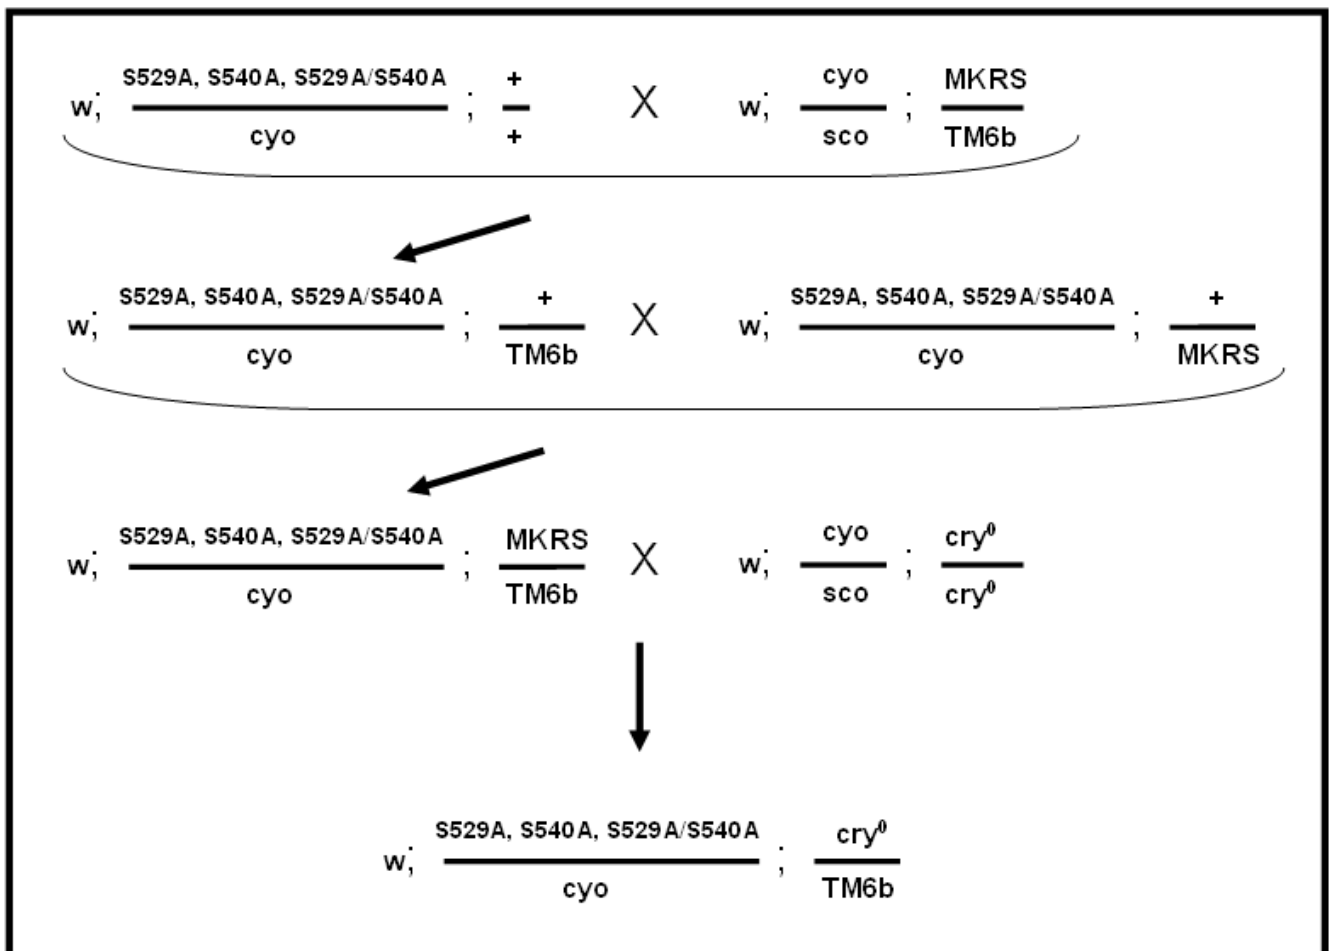 S529A, S540A, S529A/S540A + cyo MKRS
w; ; X w; ;
cyo + sco TM6b
S529A, S540A, S529A/S540A + S529A, S540A, S529A/S540A +
w; ; X w; ;
cyo TM6b cyo MKRS
S529A, S540A, S529A/S540A MKRS cyo cry⁰
w; ; X w; ;
cyo TM6b sco cry⁰
S529A, S540A, S529A/S540A cry⁰
w; ;
cyo TM6b